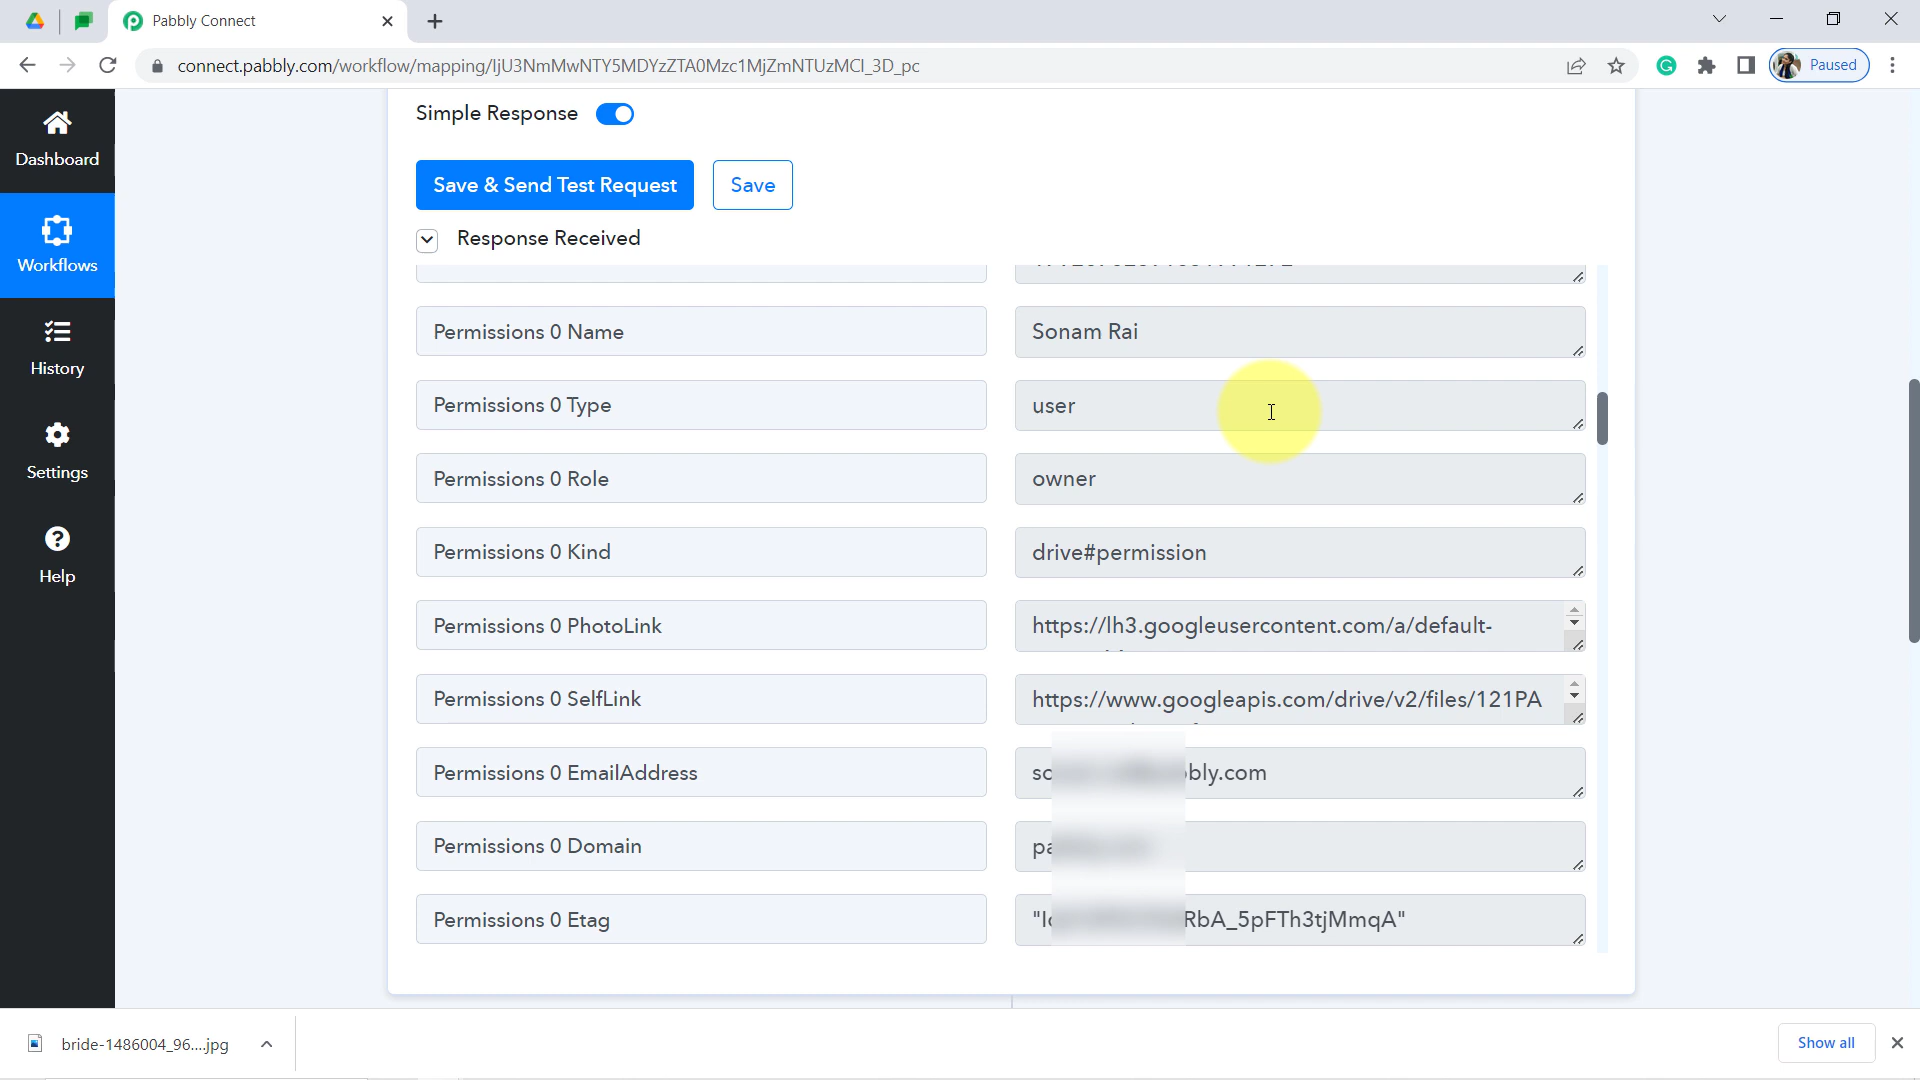 Pabbly Connect
connect.pabbly.com/workflow/mapping/IjU3NmMwNTY5MDYzZTA0Mzc1MjZmNTUzMCI_3D_pc
Paused
Dashboard
Workflows
History
Settings
Help
Simple Response
Save & Send Test Request
Save
Response Received
Permissions 0 Name
Sonam Rai
Permissions 0 Type
user
Permissions 0 Role
owner
Permissions 0 Kind
drive#permission
Permissions 0 PhotoLink
https://lh3.googleusercontent.com/a/default-
Permissions 0 SelfLink
https://www.googleapis.com/drive/v2/files/121PA
Permissions 0 EmailAddress
bly.com
Permissions 0 Domain
Permissions 0 Etag
RbA_5pFTh3tjMmqA"
bride-1486004_96....jpg
Show all